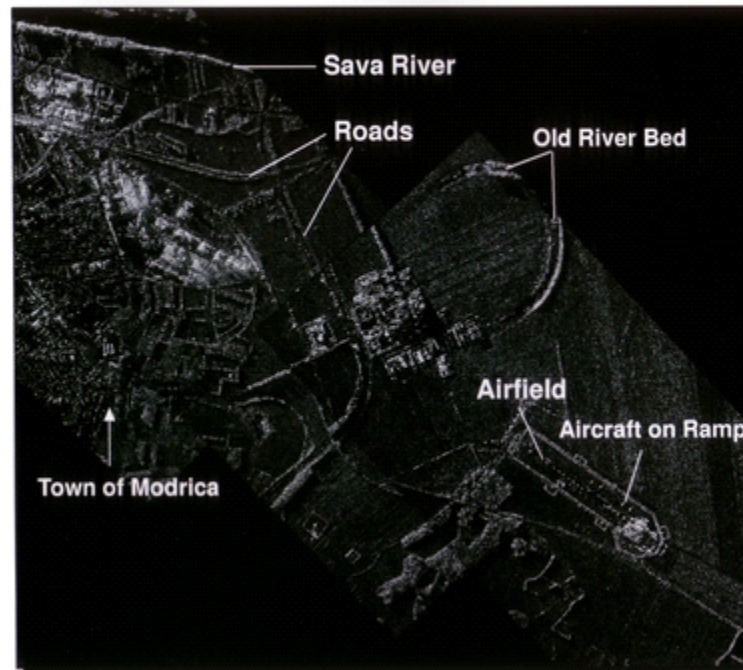 Sava River
Roads
Old River Bed
Airfield
Aircraft on Ramp
Town of Modrica